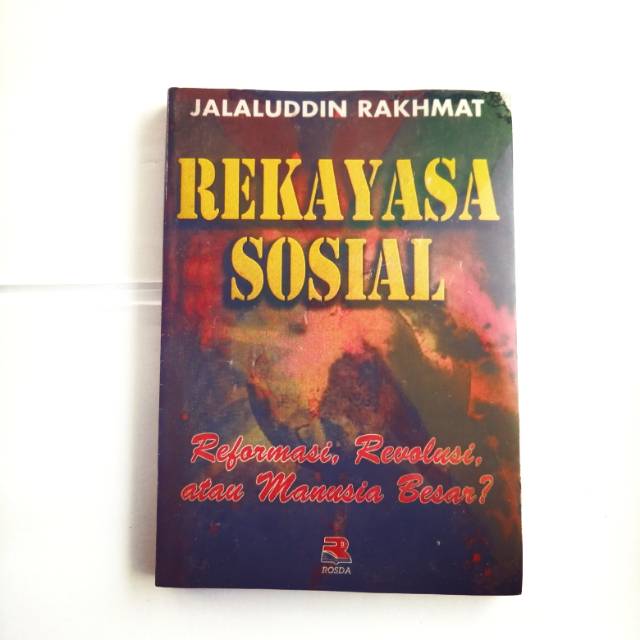 JALALUDDIN RAKHMAT
REKAYASA
SOSIAL
Reformasi, Revolusi,
atau Manusia Besar?
ROSDA